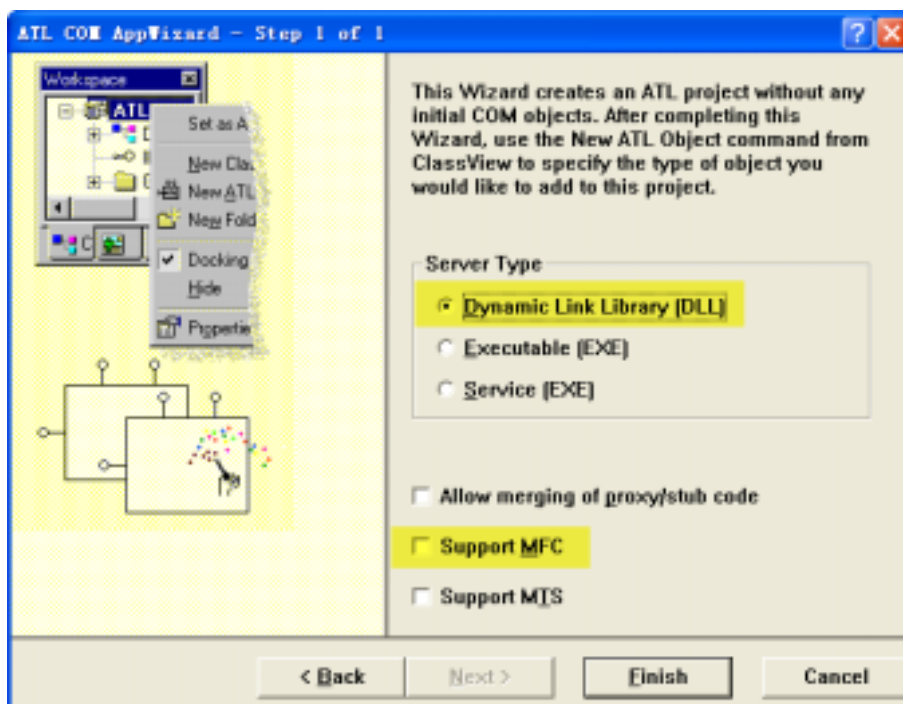 ATL COM AppWizard - Step 1 of 1
Workspace
ATL
Set as A
New Clas
New ATL
New Fold
Docking
Hide
Propertie
This Wizard creates an ATL project without any
initial COM objects. After completing this
Wizard, use the New ATL Object command from
ClassView to specify the type of object you
would like to add to this project.
Server Type
Dynamic Link Library (DLL)
Executable (EXE)
Service (EXE)
Allow merging of proxy/stub code
Support MFC
Support MTS
< Back
Next >
Finish
Cancel